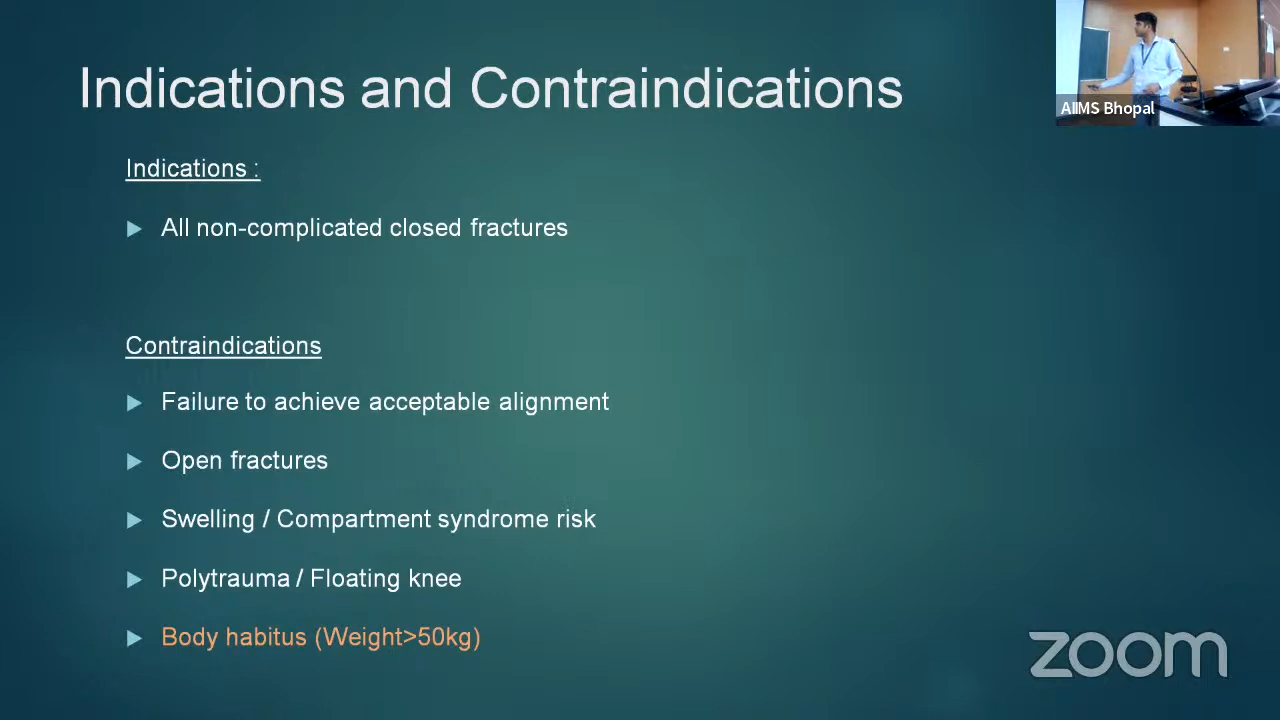 Indications and Contraindications
AIIMS Bhopal
Indications :
All non-complicated closed fractures
Contraindications
Failure to achieve acceptable alignment
Open fractures
Swelling / Compartment syndrome risk
Polytrauma / Floating knee
Body habitus (Weight>50kg)
zoom